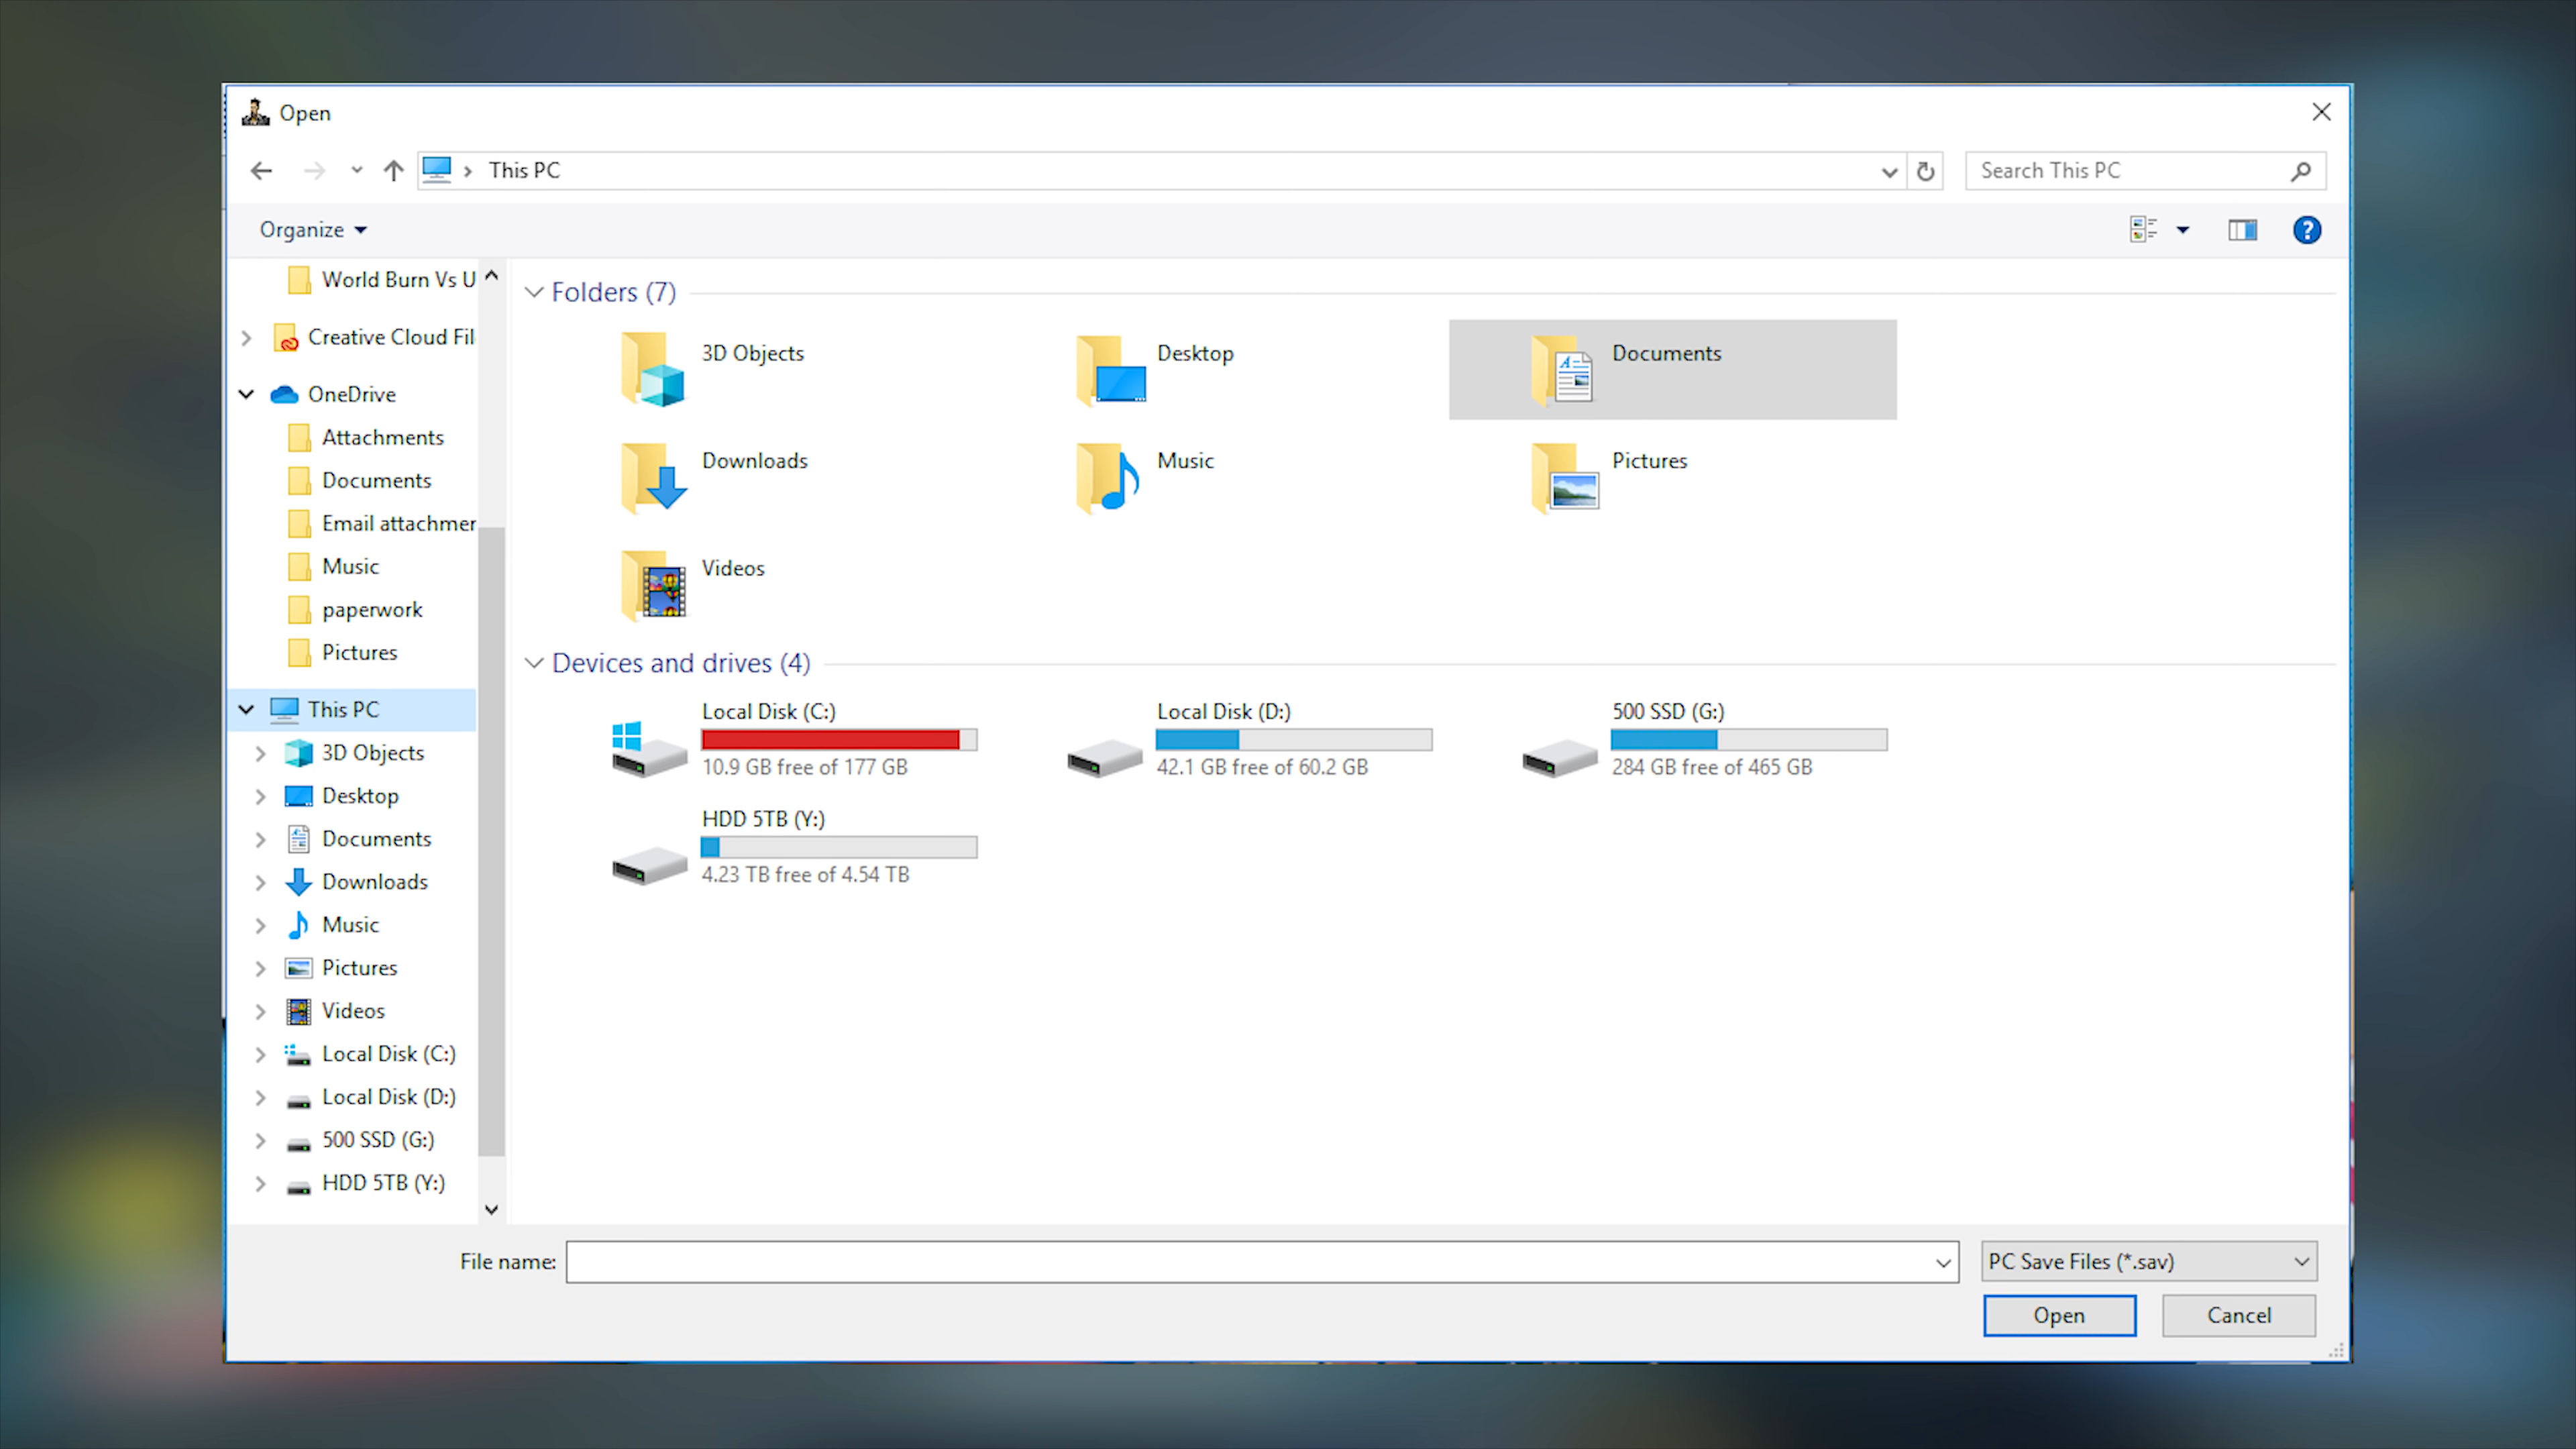 Open
This PC
Search This PC
Organize
World Burn Vs U
Creative Cloud Fil
OneDrive
Attachments
Documents
Email attachmer
Music
paperwork
Pictures
This PC
3D Objects
Desktop
Documents
Downloads
Music
Pictures
Videos
Local Disk (C:)
Local Disk (D:)
500 SSD (G:)
HDD 5TB (Y:)
Folders (7)
3D Objects
Desktop
Documents
Downloads
Music
Pictures
Videos
Devices and drives (4)
Local Disk (C:)
10.9 GB free of 177 GB
Local Disk (D:)
42.1 GB free of 60.2 GB
500 SSD (G:)
284 GB free of 465 GB
HDD 5TB (Y:)
4.23 TB free of 4.54 TB
File name:
PC Save Files (*.sav)
Open
Cancel